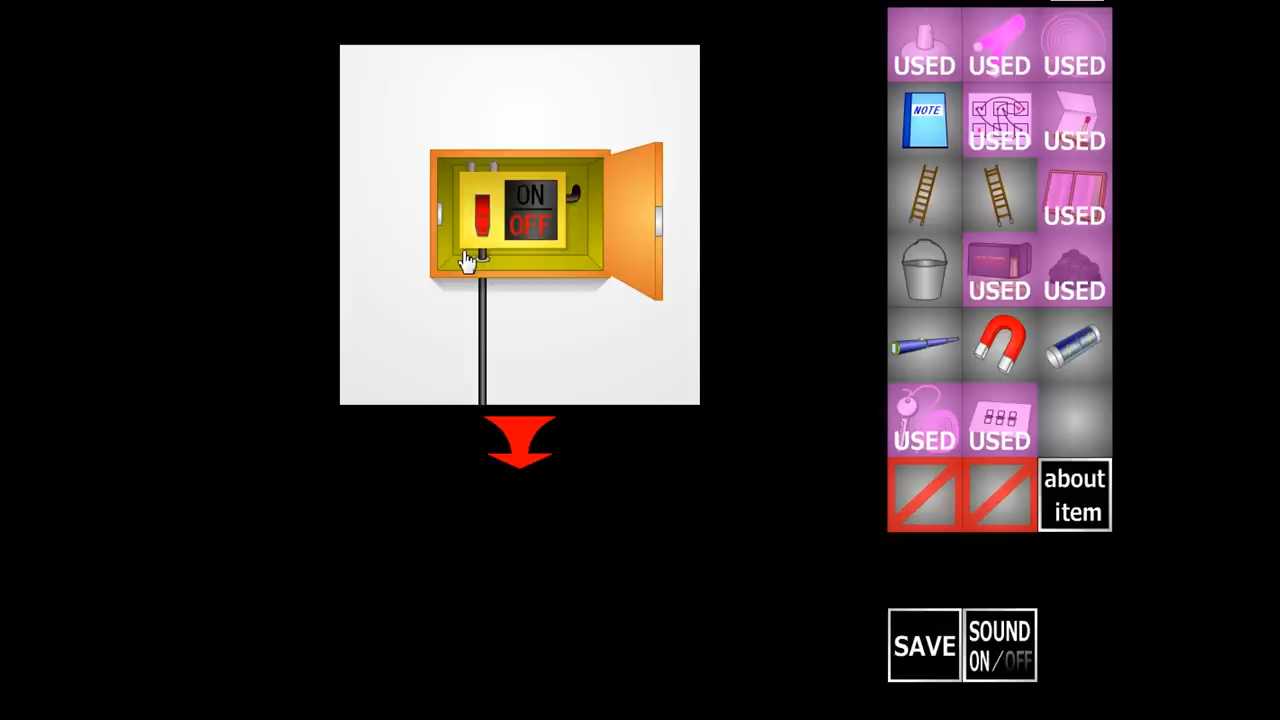 USED USED USED
NOTE USED USED
USED
USED USED
USED USED
ON
OFF
about
item
SAVE
SOUND
ON/OFF